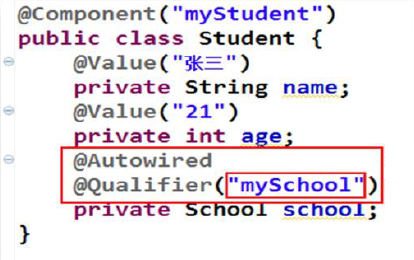 @Component("myStudent")
public class Student {
@Value("张三")
private String name;
@Value("21")
private int age;
@Autowired
@Qualifier("mySchool")
private School school;
}